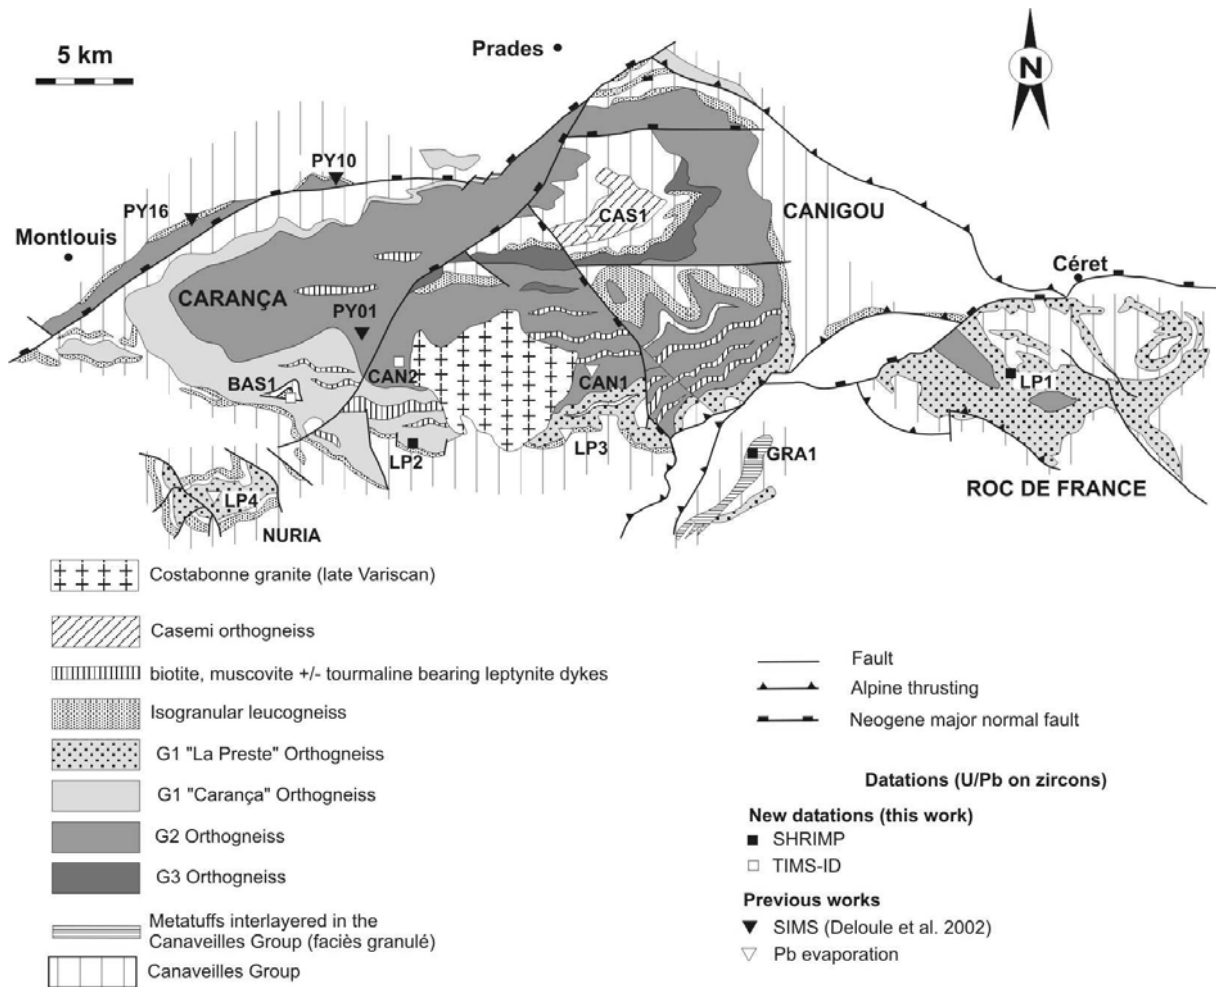 5 km
Prades
N
PY10
PY16
CAS1
CANIGOU
Montlouis
Céret
CARANÇA
PY01
BAS1
CAN2
CAN1
LP1
LP2
LP3
GRA1
LP4
ROC DE FRANCE
NURIA
Costabonne granite (late Variscan)
Casemi orthogneiss
biotite, muscovite +/- tourmaline bearing leptynite dykes
Isogranular leucogneiss
G1 "La Preste" Orthogneiss
G1 "Carança" Orthogneiss
G2 Orthogneiss
G3 Orthogneiss
Metatuffs interlayered in the
Canaveilles Group (faciès granulé)
Canaveilles Group
Fault
Alpine thrusting
Neogene major normal fault
Datations (U/Pb on zircons)
New datations (this work)
SHRIMP
TIMS-ID
Previous works
SIMS (Deloule et al. 2002)
Pb evaporation